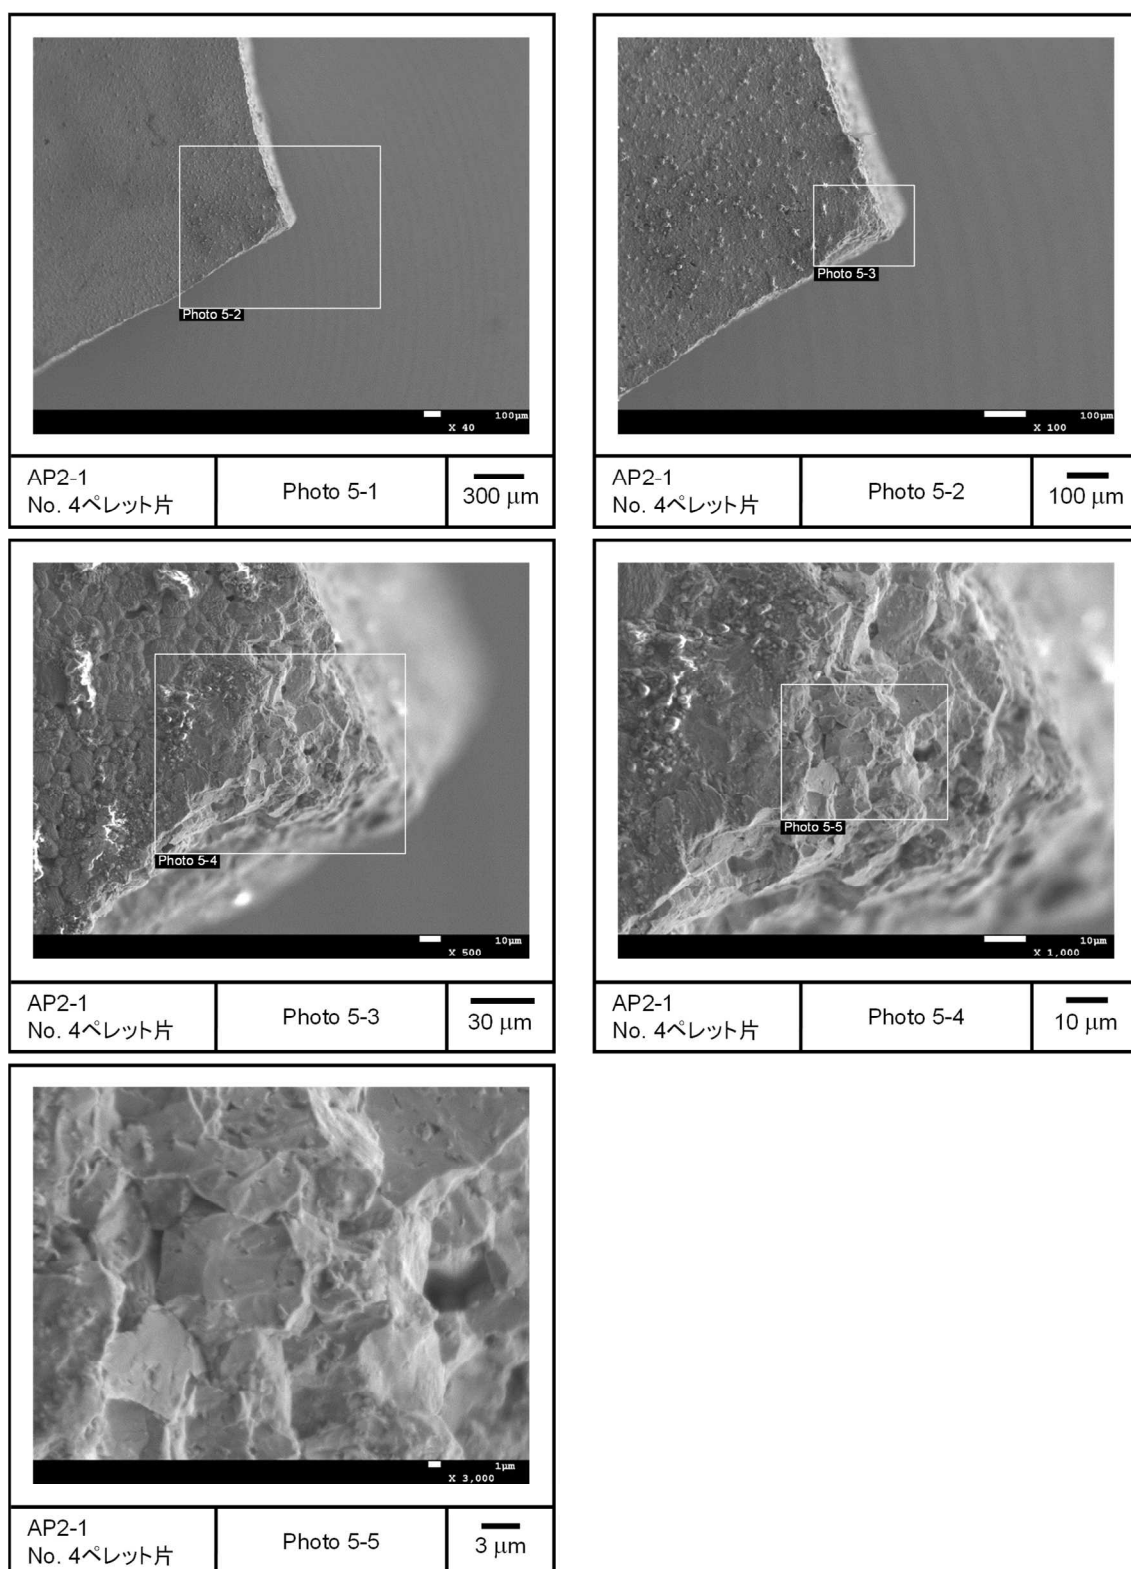 Photo 5-2
100μm
X 40
AP2-1
No. 4ペレット片
Photo 5-1
300 μm
Photo 5-3
100μm
X 100
AP2-1
No. 4ペレット片
Photo 5-2
100 μm
Photo 5-4
10μm
X 500
AP2-1
No. 4ペレット片
Photo 5-3
30 μm
Photo 5-5
10μm
X 1,000
AP2-1
No. 4ペレット片
Photo 5-4
10 μm
1μm
X 3,000
AP2-1
No. 4ペレット片
Photo 5-5
3 μm